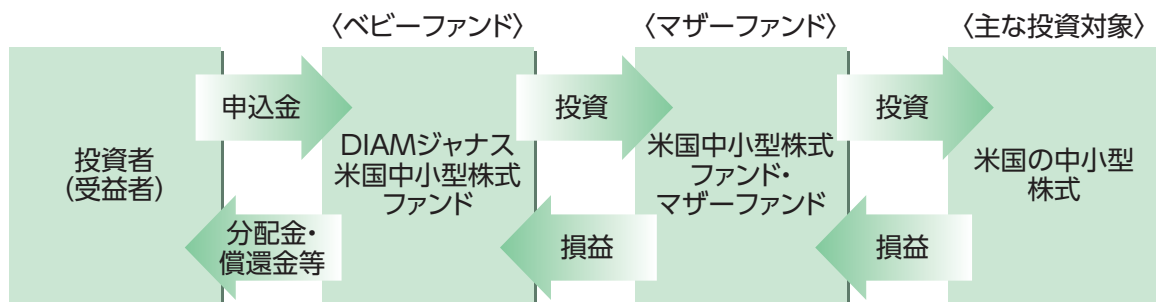 〈ベビーファンド〉
〈マザーファンド〉
〈主な投資対象〉
申込金
投資
投資
投資者
(受益者)
DIAMジャナス
米国中小型株式
ファンド
米国中小型株式
ファンド・
マザーファンド
米国の中小型
株式
分配金・
償還金等
損益
損益